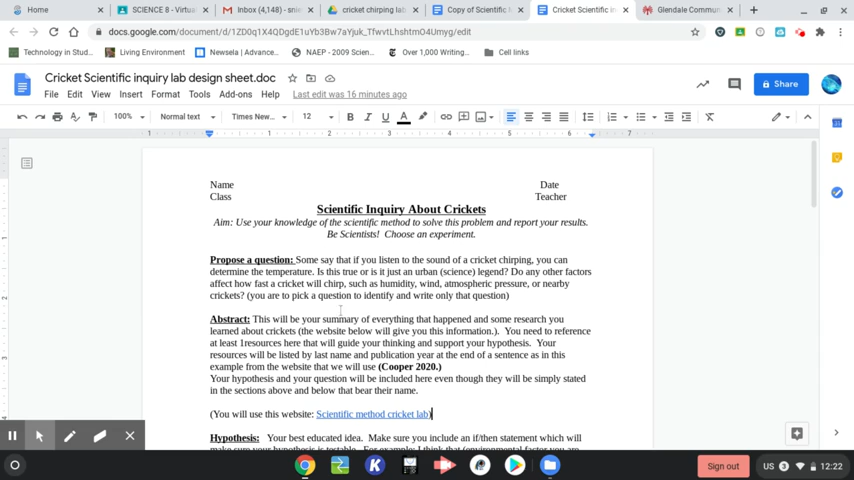 Home
SCIENCE 8 - Virtua
Inbox (4,148) - snie
cricket chirping lab
Copy of Scientific M
Cricket Scientific in
Glendale Commun
docs.google.com/document/d/1ZD0q1X4QDgdE1uYb3Bw7aYjuk_TfwvtLhshtmO4Umyg/edit
Technology in Stud...
Living Environment
Newsela | Advance...
NAEP - 2009 Scien...
Over 1,000 Writing...
Cell links
Cricket Scientific inquiry lab design sheet.doc
File Edit View Insert Format Tools Add-ons Help Last edit was 16 minutes ago
Share
100% Normal text Times New... 12
Name Date
Class Teacher
Scientific Inquiry About Crickets
Aim: Use your knowledge of the scientific method to solve this problem and report your results.
Be Scientists! Choose an experiment.
Propose a question: Some say that if you listen to the sound of a cricket chirping, you can
determine the temperature. Is this true or is it just an urban (science) legend? Do any other factors
affect how fast a cricket will chirp, such as humidity, wind, atmospheric pressure, or nearby
crickets? (you are to pick a question to identify and write only that question)
Abstract: This will be your summary of everything that happened and some research you
learned about crickets (the website below will give you this information.). You need to reference
at least 1resources here that will guide your thinking and support your hypothesis. Your
resources will be listed by last name and publication year at the end of a sentence as in this
example from the website that we will use (Cooper 2020.)
Your hypothesis and your question will be included here even though they will be simply stated
in the sections above and below that bear their name.
(You will use this website: Scientific method cricket lab)
Hypothesis: Your best educated idea. Make sure you include an if/then statement which will
make sure your hypothesis is testable. For example: I think that (environmental factor you are
Sign out
US 3 12:22